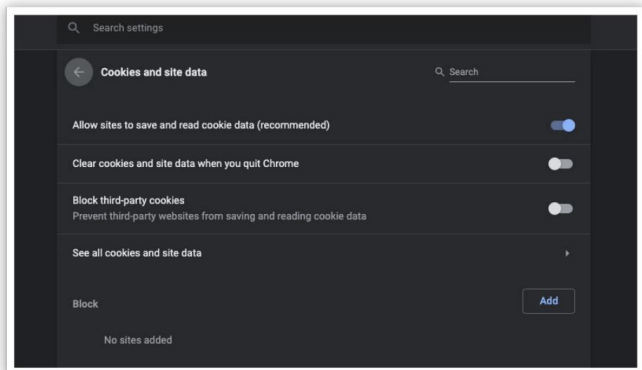 Search settings
Cookies and site data
Search
Allow sites to save and read cookie data (recommended)
Clear cookies and site data when you quit Chrome
Block third-party cookies
Prevent third-party websites from saving and reading cookie data
See all cookies and site data
Block
Add
No sites added